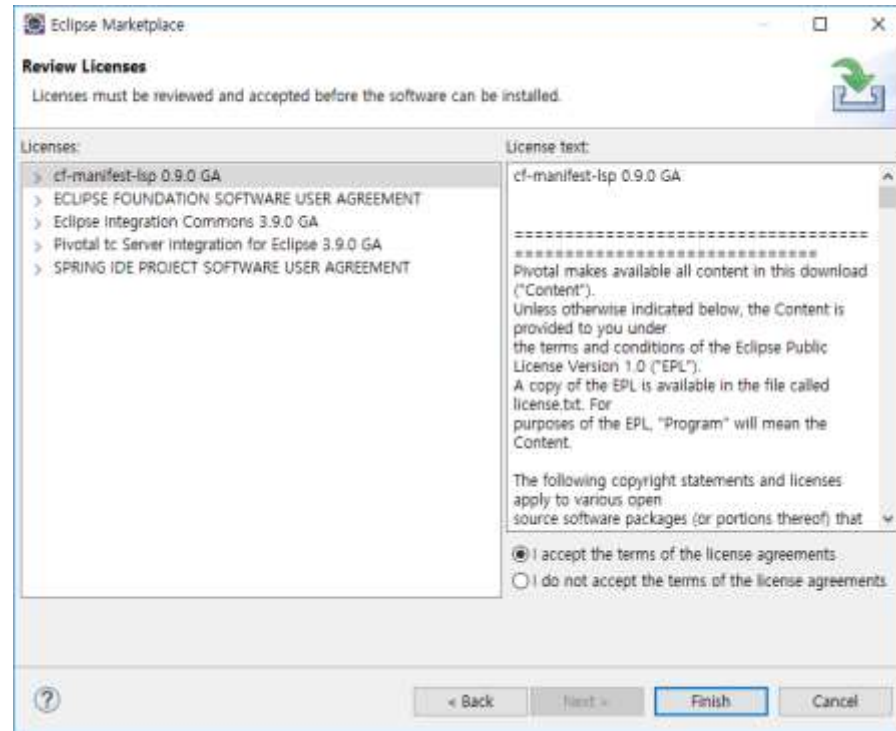 Eclipse Marketplace
Review Licenses
Licenses must be reviewed and accepted before the software can be installed.
Licenses:
cf-manifest-lsp 0.9.0 GA
ECLIPSE FOUNDATION SOFTWARE USER AGREEMENT
Eclipse Integration Commons 3.9.0 GA
Pivotal tc Server Integration for Eclipse 3.9.0 GA
SPRING IDE PROJECT SOFTWARE USER AGREEMENT
License text:
cf-manifest-lsp 0.9.0 GA
===================================
==============================
Pivotal makes available all content in this download
("Content").
Unless otherwise indicated below, the Content is
provided to you under
the terms and conditions of the Eclipse Public
License Version 1.0 ("EPL").
A copy of the EPL is available in the file called
license.txt. For
purposes of the EPL, "Program" will mean the
Content.
The following copyright statements and licenses
apply to various open
source software packages (or portions thereof) that
I accept the terms of the license agreements
I do not accept the terms of the license agreements
?
< Back
Next >
Finish
Cancel